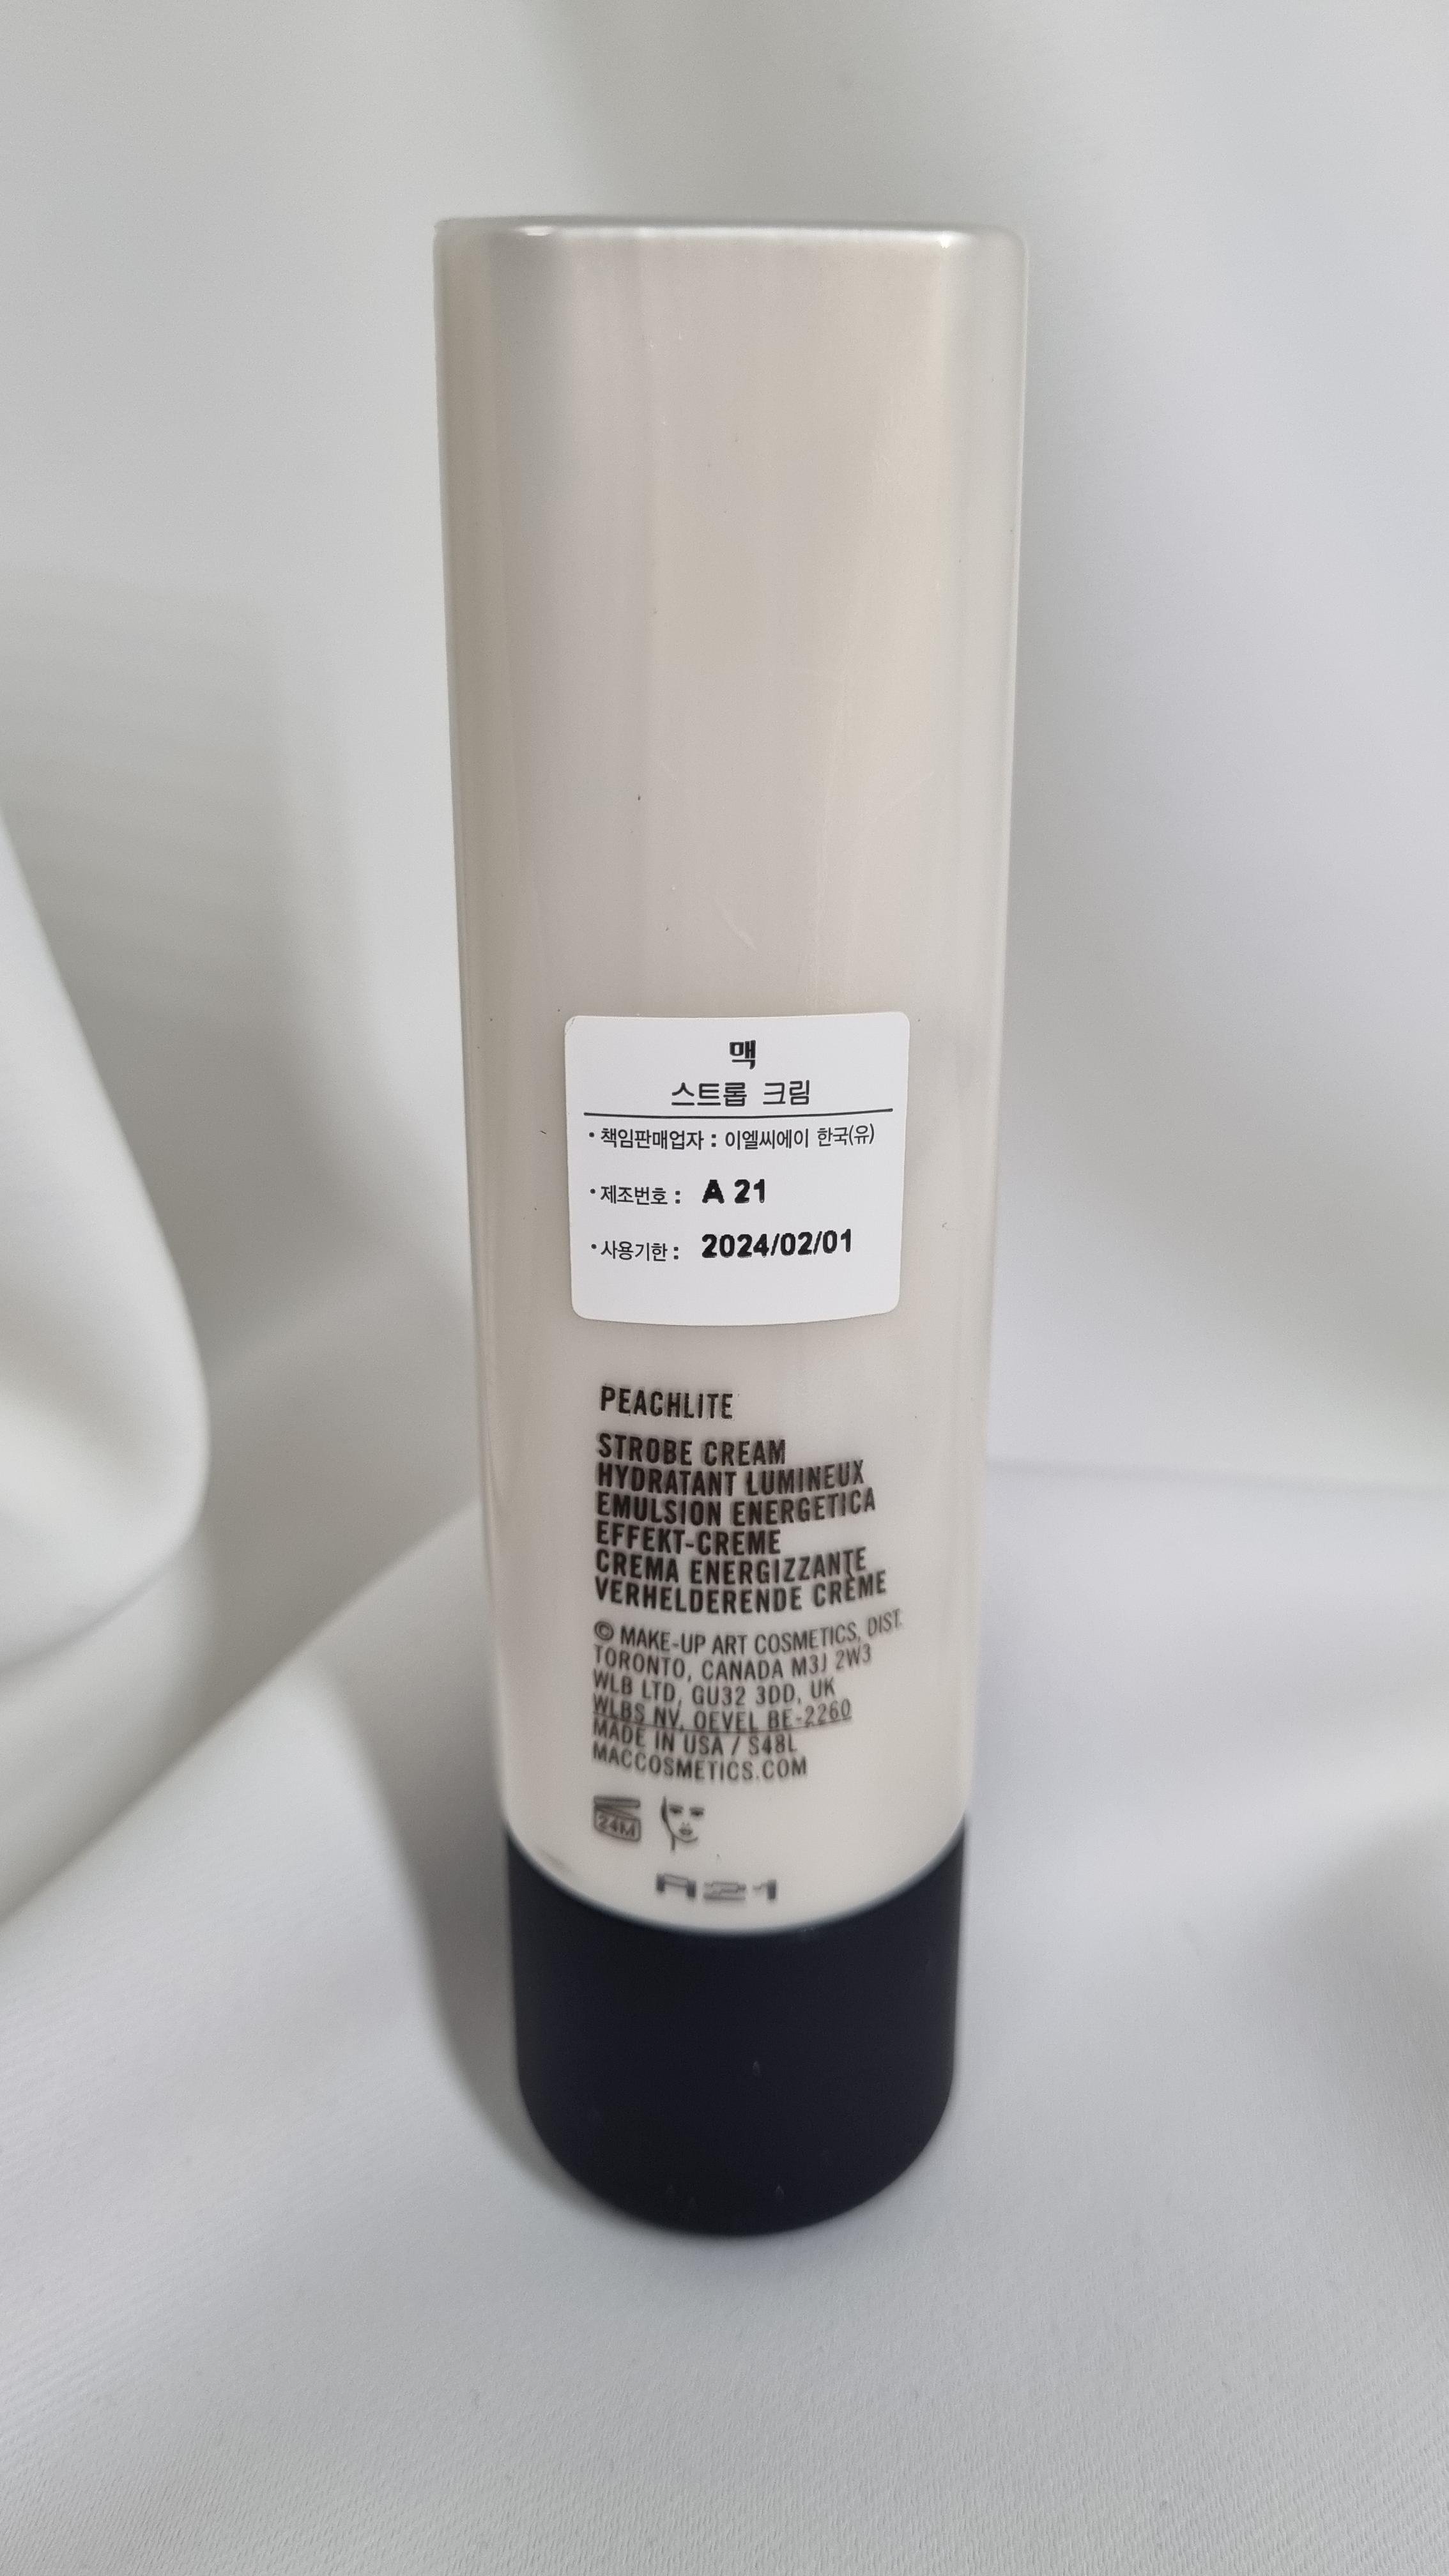 맥
스트롭 크림
·책임판매업자 : 이엘씨에이 한국(유)
·제조번호 : A 21
·사용기한 : 2024/02/01
PEACHLITE
STROBE CREAM
HYDRATANT LUMINEUX
EMULSION ENERGETICA
EFFEKT-CREME
CREMA ENERGIZZANTE
VERHELDERENDE CRÈME
© MAKE-UP ART COSMETICS, DIST.
TORONTO, CANADA M3J 2W3
WLB LTD, GU32 3DD, UK
WLBS NV, OEVEL BE-2260
MADE IN USA / S48L
MACCOSMETICS.COM
24M
A21